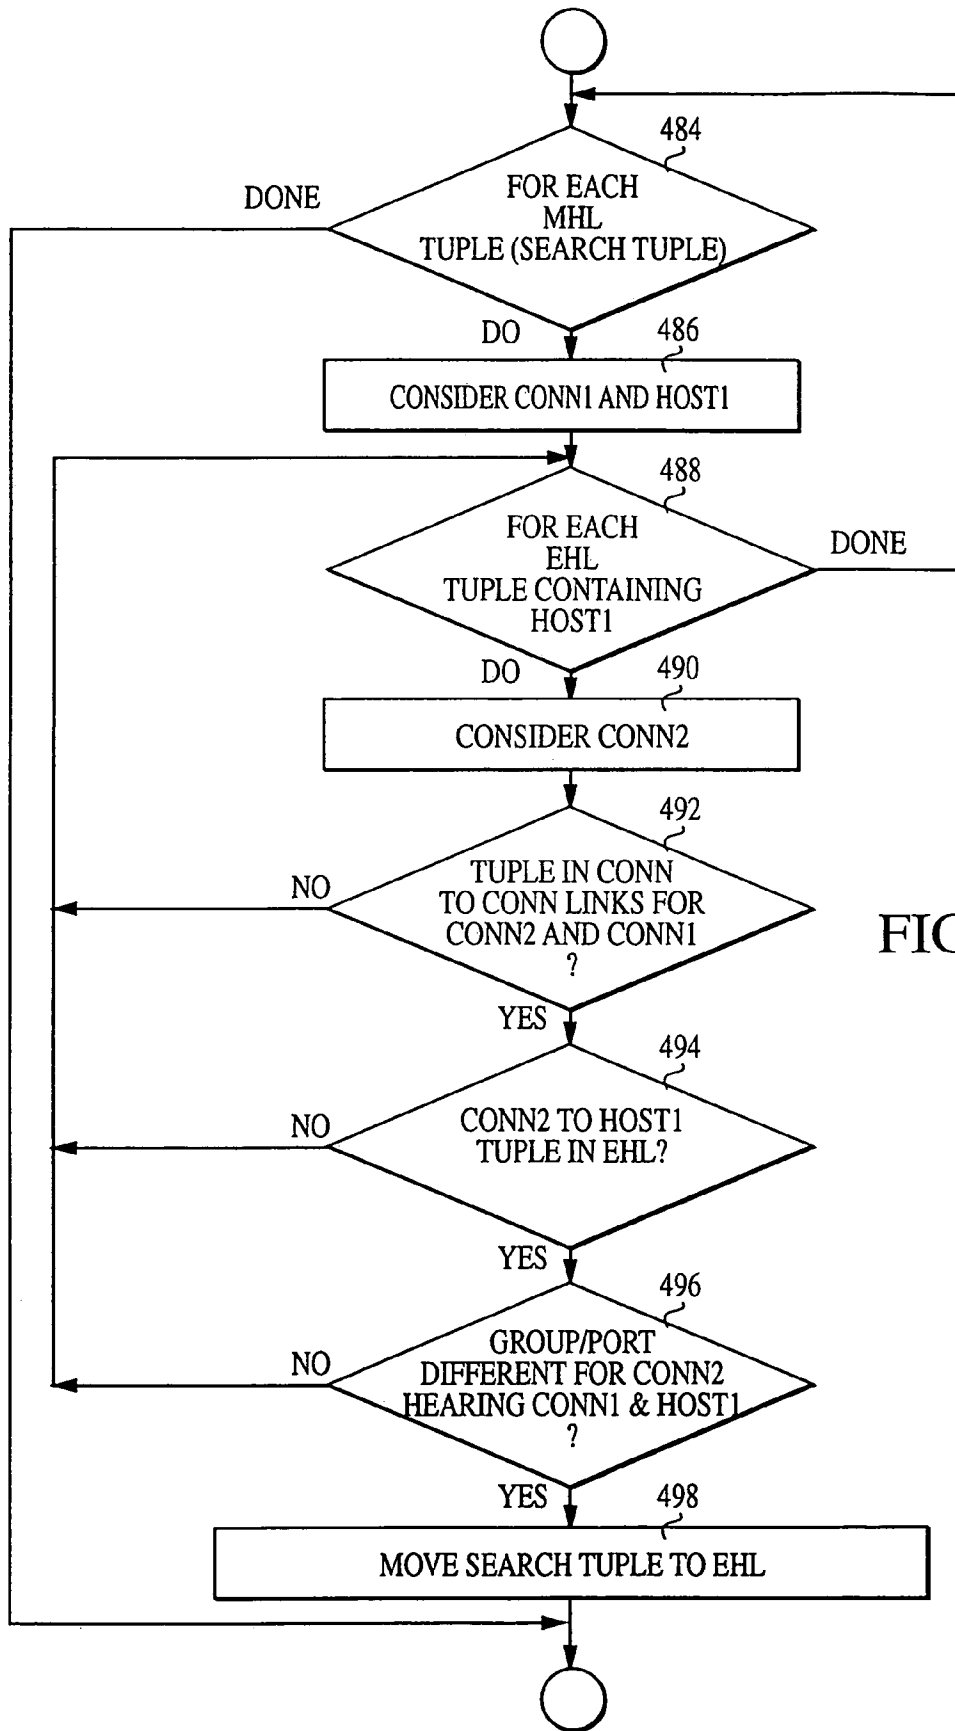 484
DONE
FOR EACH
MHL
TUPLE (SEARCH TUPLE)
DO
486
CONSIDER CONN1 AND HOST1
488
FOR EACH
EHL
TUPLE CONTAINING
HOST1
DONE
DO
490
CONSIDER CONN2
492
TUPLE IN CONN
TO CONN LINKS FOR
CONN2 AND CONN1
?
NO
FIG
YES
494
CONN2 TO HOST1
TUPLE IN EHL?
NO
YES
496
GROUP/PORT
DIFFERENT FOR CONN2
HEARING CONN1 & HOST1
?
NO
YES
498
MOVE SEARCH TUPLE TO EHL